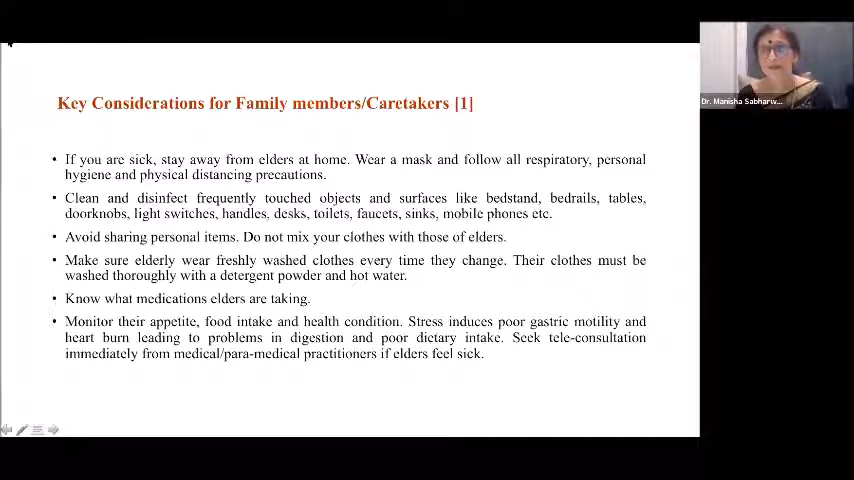 Key Considerations for Family members/Caretakers [1]
Dr. Manisha Sabharw...
• If you are sick, stay away from elders at home. Wear a mask and follow all respiratory, personal
hygiene and physical distancing precautions.
• Clean and disinfect frequently touched objects and surfaces like bedstand, bedrails, tables,
doorknobs, light switches, handles, desks, toilets, faucets, sinks, mobile phones etc.
• Avoid sharing personal items. Do not mix your clothes with those of elders.
• Make sure elderly wear freshly washed clothes every time they change. Their clothes must be
washed thoroughly with a detergent powder and hot water.
• Know what medications elders are taking.
• Monitor their appetite, food intake and health condition. Stress induces poor gastric motility and
heart burn leading to problems in digestion and poor dietary intake. Seek tele-consultation
immediately from medical/para-medical practitioners if elders feel sick.